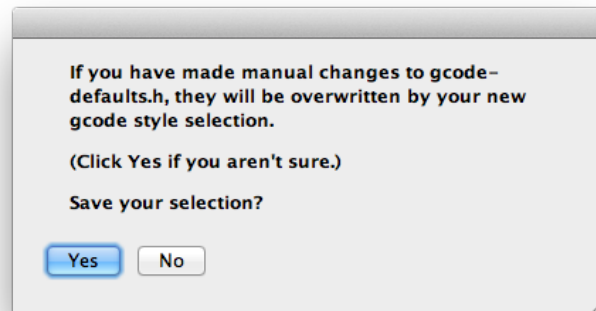 If you have made manual changes to gcode-
defaults.h, they will be overwritten by your new
gcode style selection.
(Click Yes if you aren't sure.)
Save your selection?
Yes
No